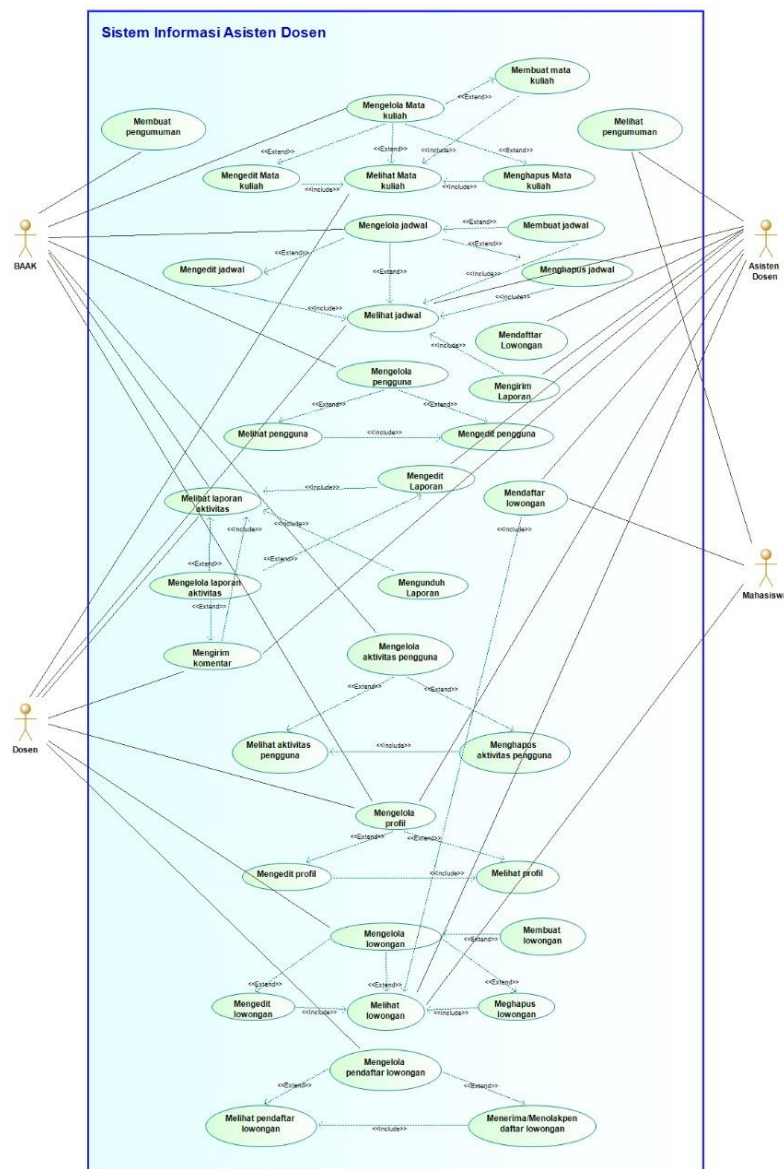 Sistem Informasi Asisten Dosen
Membuat mata
kuliah
<<Extend>>
Mengelola Mata
kuliah
Membuat
pengumuman
Melihat
pengumuman
<<Extend>>
<<Extend>>
<<Include>>
<<Extend>>
Mengedit Mata
kuliah
<<Include>>
Melihat Mata
kuliah
<<Include>>
Menghapus Mata
kuliah
BAAK
Asisten
Dosen
Mengelola jadwal
<<Extend>>
Membuat jadwal
<<Extend>>
<<Extend>>
<<Extend>>
<<Include>>
Mengedit jadwal
Menghapus jadwal
<<Include>>
<<Include>>
Melihat jadwal
Mendafttar
Lowongan
<<Include>>
Mengelola
pengguna
Mengirim
Laporan
<<Extend>>
<<Extend>>
Melihat pengguna
<<Include>>
Mengedit pengguna
Mengedit
Laporan
<<Include>>
Melihat laporan
aktivitas
Mendaftar
lowongan
<<Include>>
<<Include>>
<<Include>>
<<Extend>>
<<Extend>>
Mengelola laporan
aktivitas
Mengunduh
Laporan
Mahasiswa
<<Extend>>
Mengirim
komentar
Mengelola
aktivitas pengguna
<<Extend>>
<<Extend>>
Dosen
Melihat aktivitas
pengguna
<<Include>>
Menghapus
aktivitas pengguna
Mengelola
profil
<<Extend>>
<<Extend>>
Mengedit profil
<<Include>>
Melihat profil
Mengelola
lowongan
<<Extend>>
Membuat
lowongan
<<Extend>>
<<Extend>>
<<Extend>>
Mengedit
lowongan
<<Include>>
Melihat
lowongan
<<Include>>
Meghapus
lowongan
Mengelola
pendaftar lowongan
<<Extend>>
<<Extend>>
Melihat pendaftar
lowongan
<<Include>>
Menerima/Menolakpen
daftar lowongan